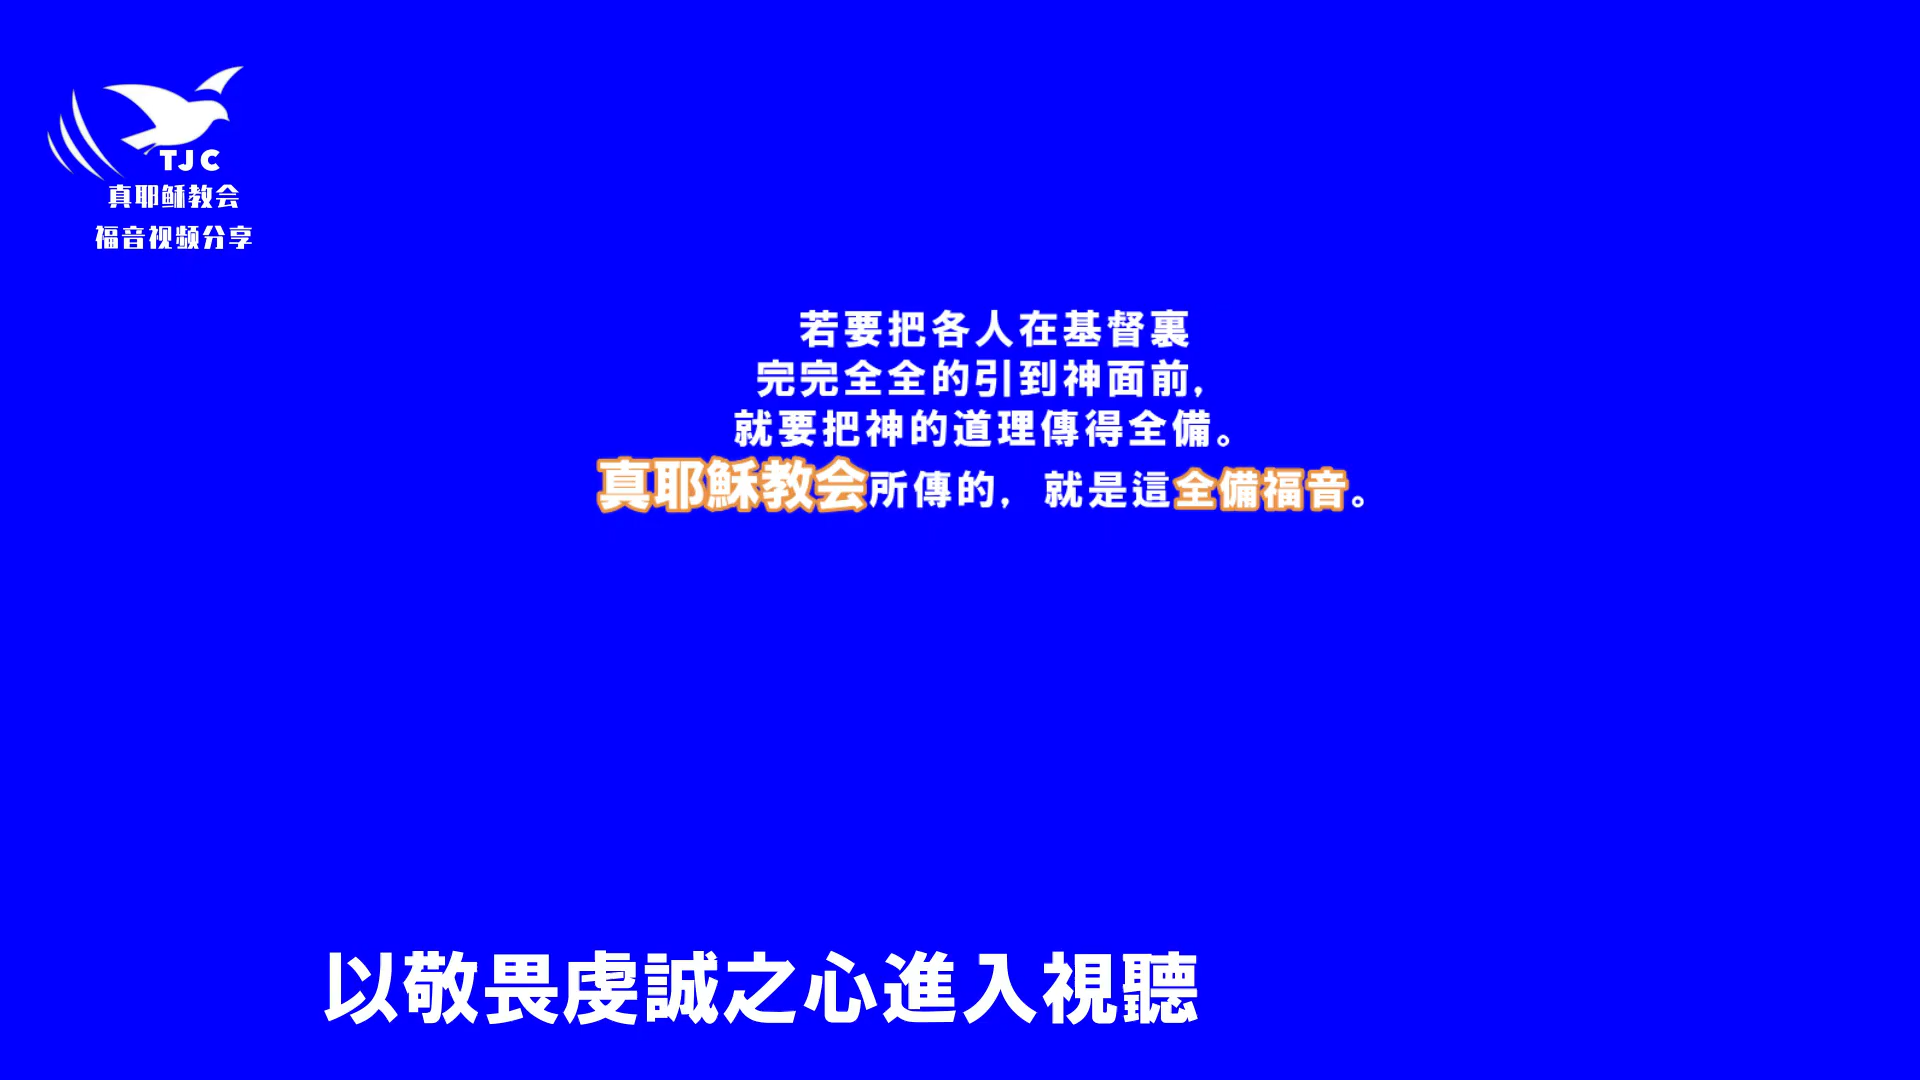 TJC
真耶穌教会
福音视频分享
若要把各人在基督裏
完完全全的引到神面前,
就要把神的道理傳得全備。
真耶穌教会所傳的, 就是這全備福音。
以敬畏虔誠之心進入視聽